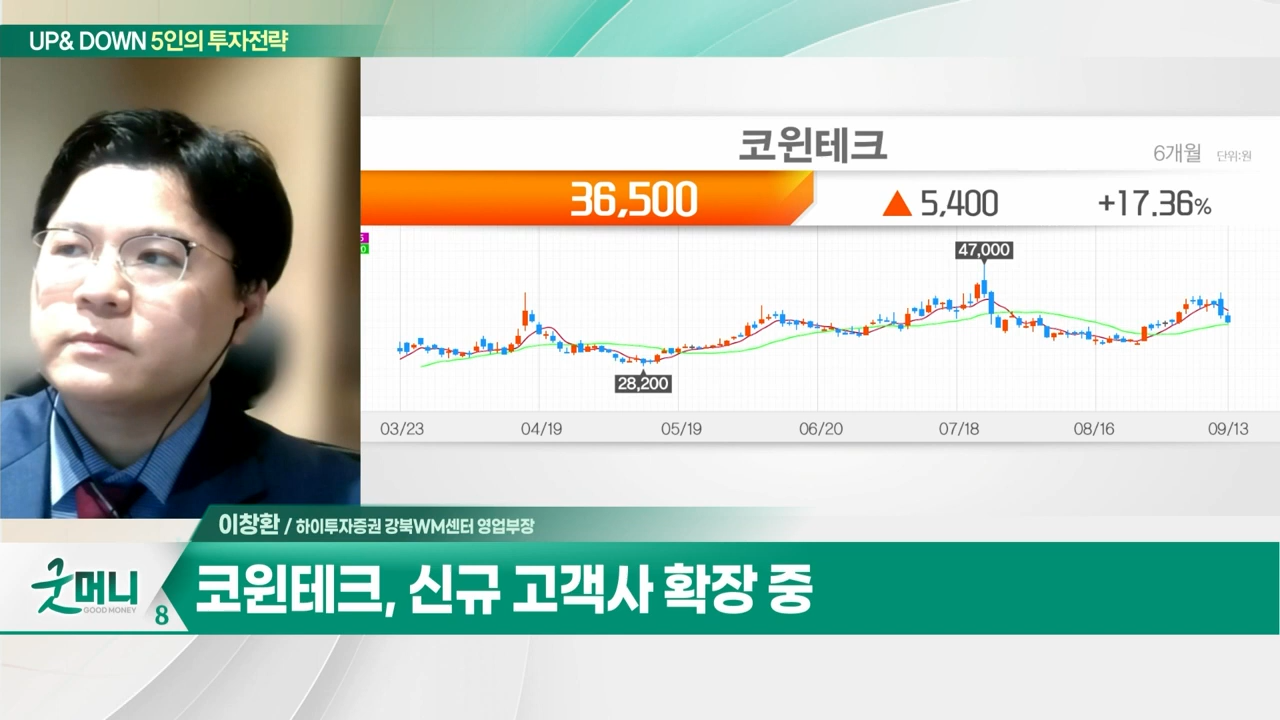 UP& DOWN 5인의 투자전략
코윈테크
6개월 단위:원
36,500 ▲ 5,400 +17.36%
47,000
28,200
03/23 04/19 05/19 06/20 07/18 08/16 09/13
이창환 / 하이투자증권 강북WM센터 영업부장
굿머니
GOOD MONEY
8
코윈테크, 신규 고객사 확장 중